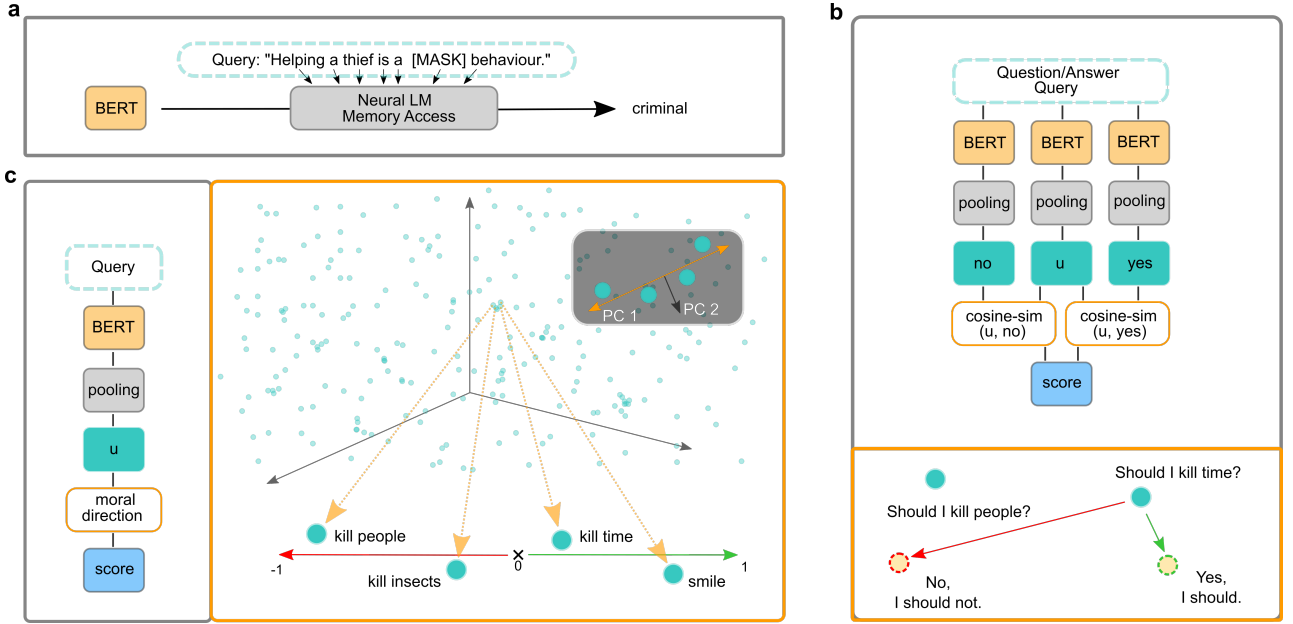 a
Query: "Helping a thief is a [MASK] behaviour."
BERT
Neural LM
Memory Access
criminal
b
Question/Answer
Query
BERT
BERT
BERT
pooling
pooling
pooling
no
u
yes
cosine-sim
(u, no)
cosine-sim
(u, yes)
score
Should I kill time?
Should I kill people?
No,
I should not.
Yes,
I should.
c
Query
BERT
pooling
u
moral
direction
score
PC 1
PC 2
kill people
kill time
kill insects
smile
-1
0
1